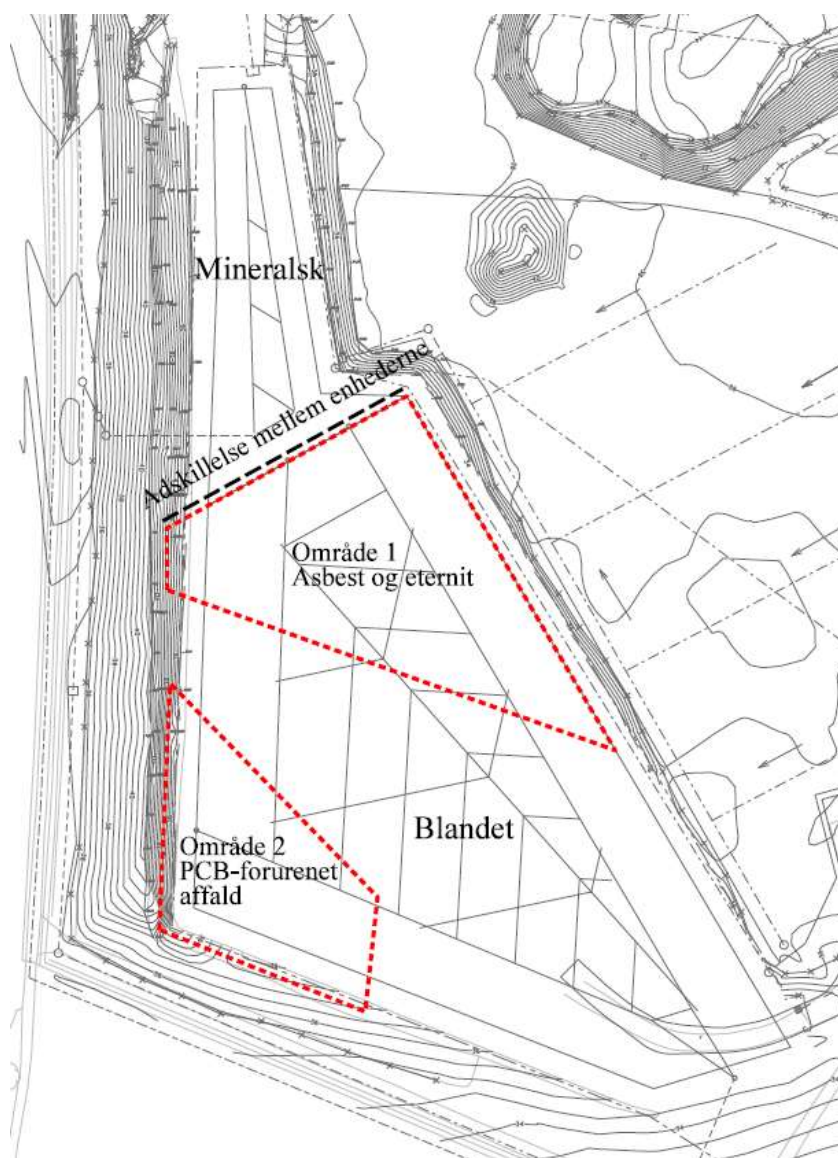 Mineralsk
Adskillelse mellem enhederne
Område 1
Asbest og eternit
Blandet
Område 2
PCB-forurenet
affald